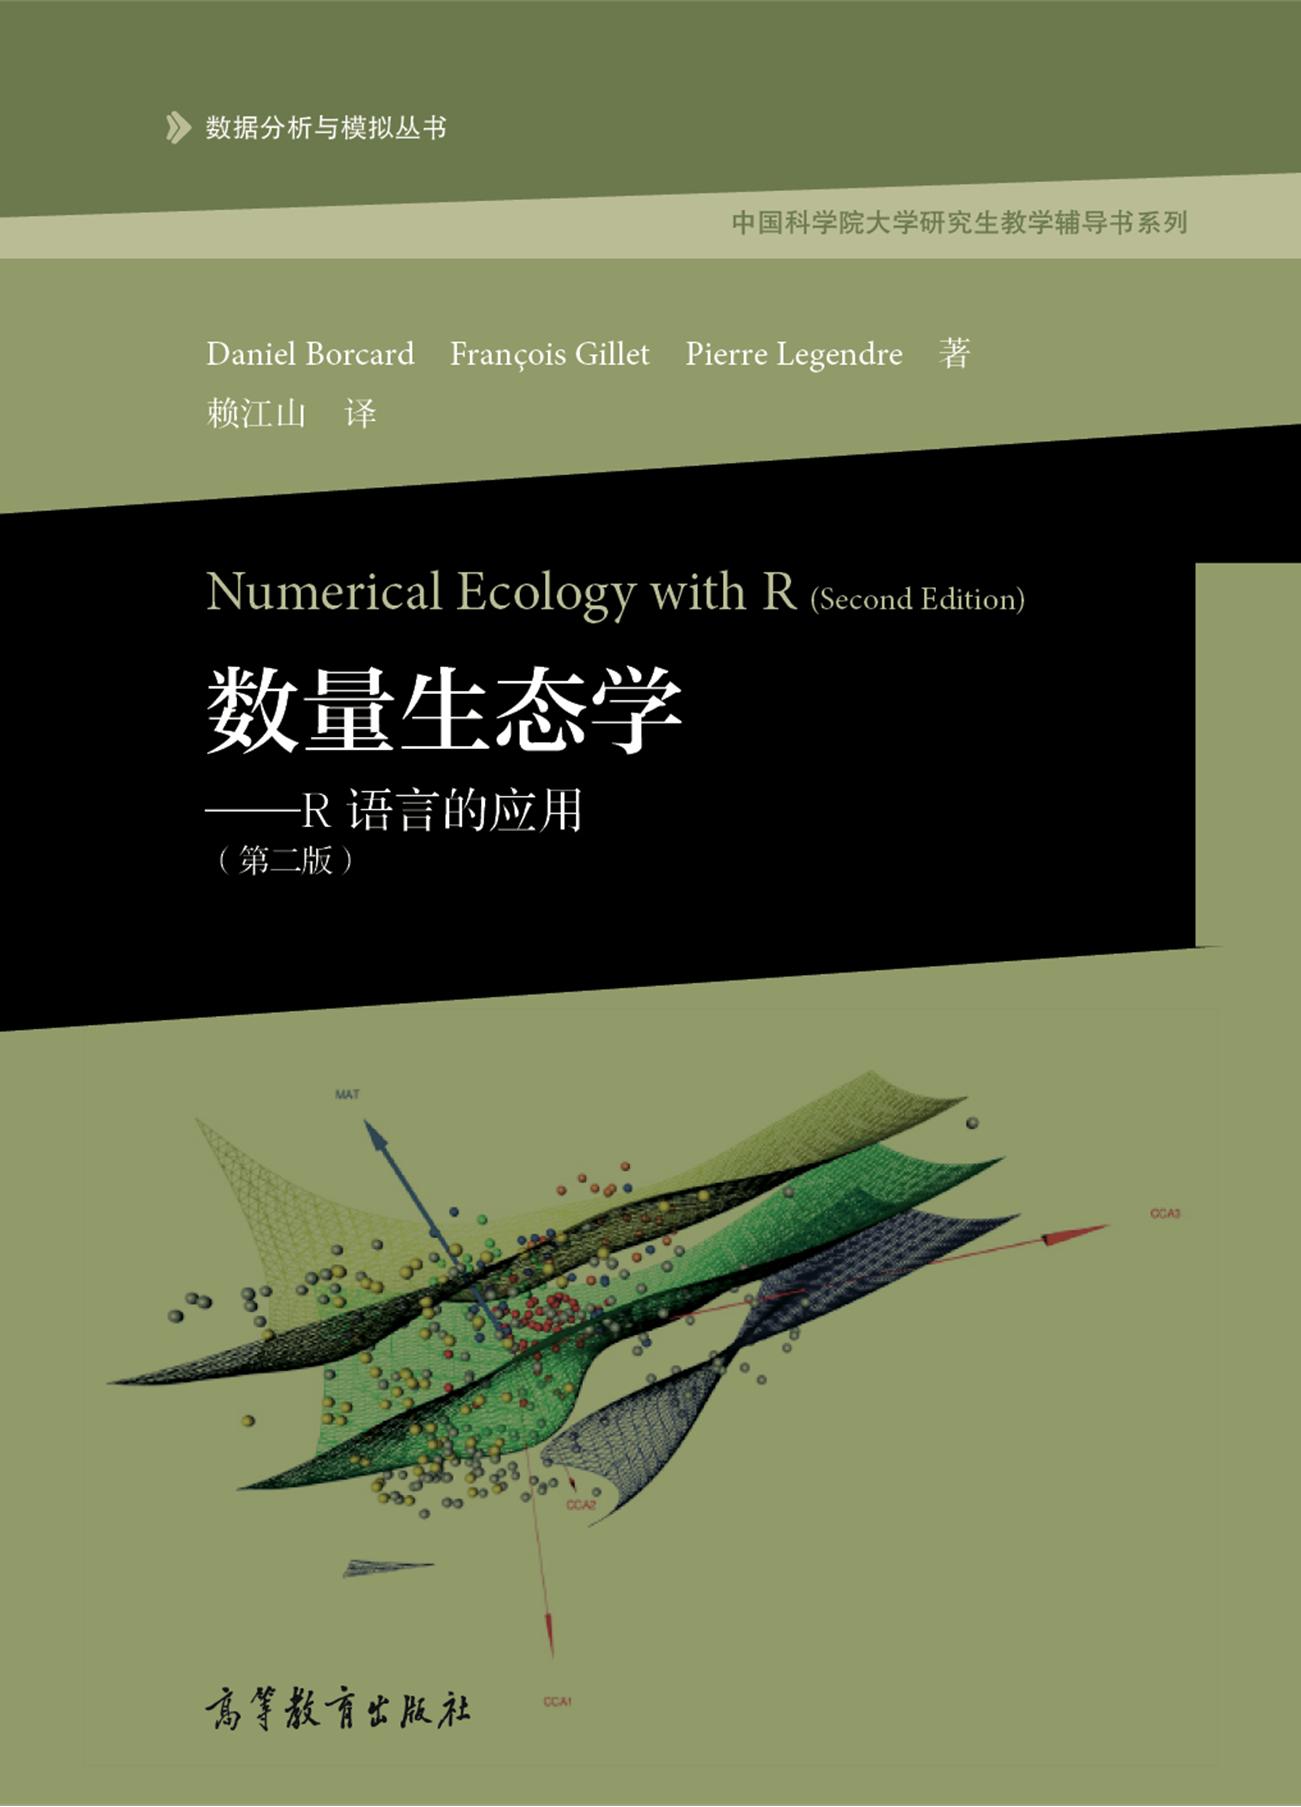 数据分析与模拟丛书
中国科学院大学研究生教学辅导书系列
Daniel Borcard François Gillet Pierre Legendre 著
赖江山 译
Numerical Ecology with R (Second Edition)
数量生态学
——R 语言的应用
（第二版）
MAT
CCA3
CCA2
CCA1
高等教育出版社